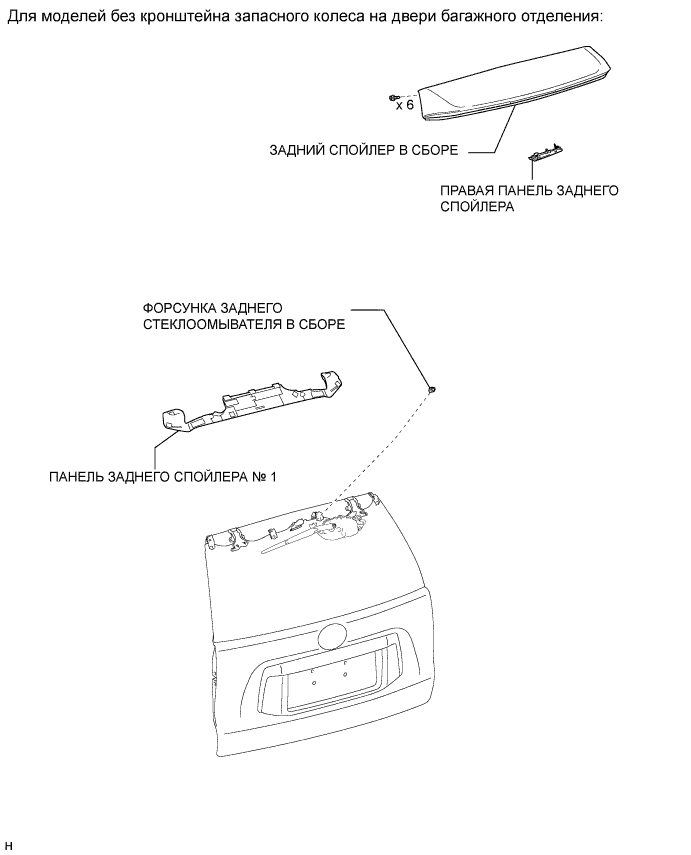 Для моделей без кронштейна запасного колеса на двери багажного отделения:
x 6
ЗАДНИЙ СПОЙЛЕР В СБОРЕ
ПРАВАЯ ПАНЕЛЬ ЗАДНЕГО
СПОЙЛЕРА
ФОРСУНКА ЗАДНЕГО
СТЕКЛООМЫВАТЕЛЯ В СБОРЕ
ПАНЕЛЬ ЗАДНЕГО СПОЙЛЕРА № 1
H